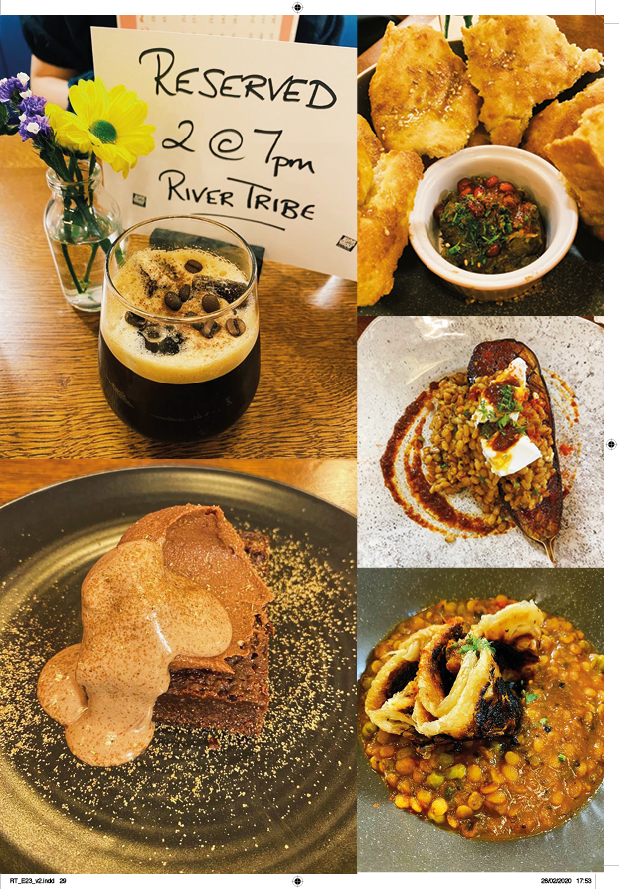 RESERVED
2 @ 7pm
RIVER TRIBE
RT_E23_v2.indd 29
28/02/2020 17:53